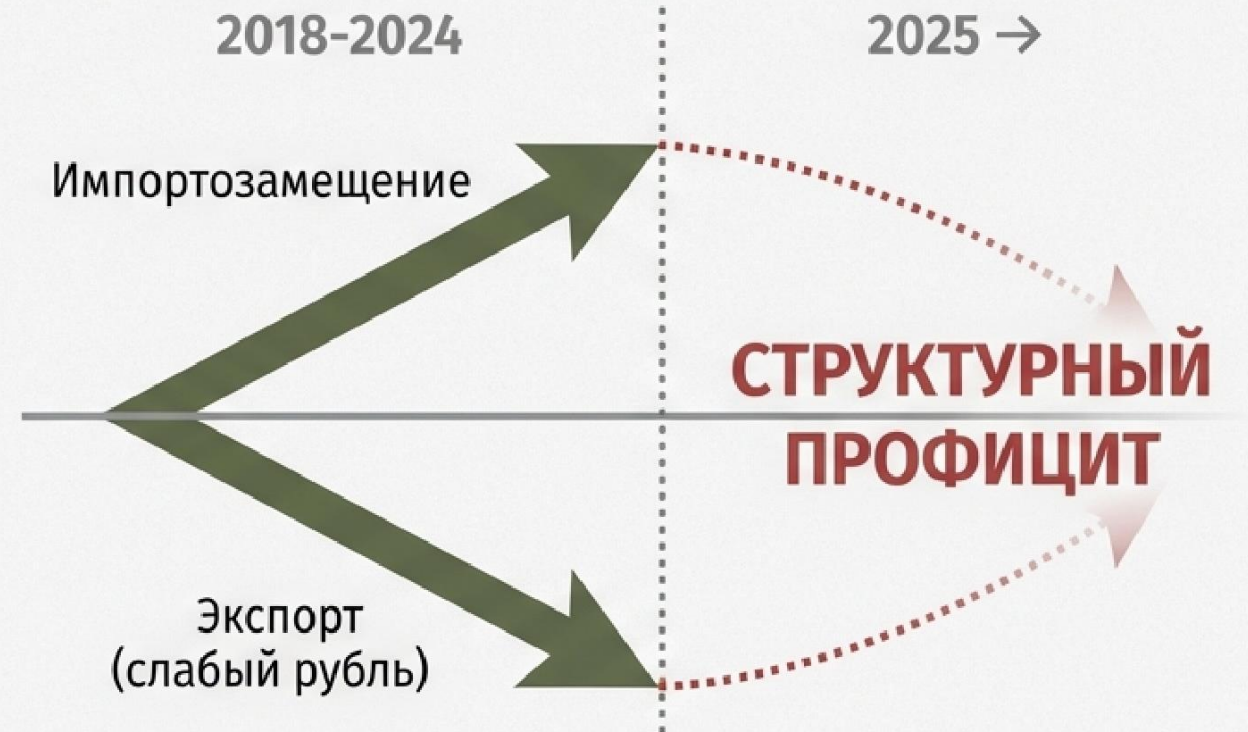 2018-2024
2025 →
Импортозамещение
СТРУКТУРНЫЙ
ПРОФИЦИТ
Экспорт
(слабый рубль)